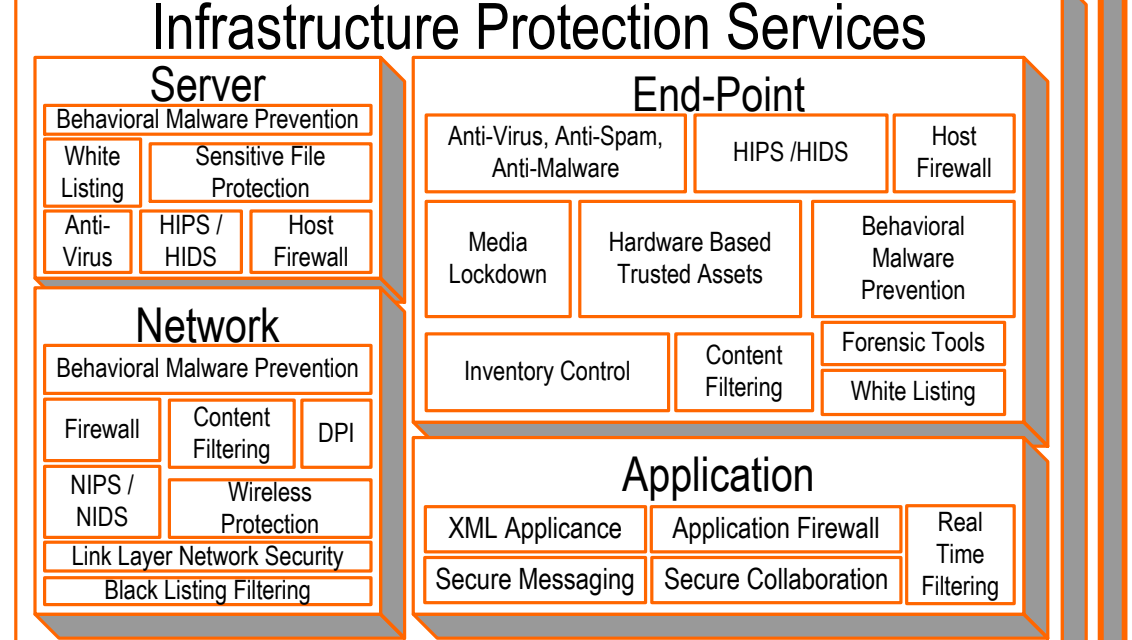 Infrastructure Protection Services
Server
Behavioral Malware Prevention
White
Listing
Sensitive File
Protection
Anti-
Virus
HIPS /
HIDS
Host
Firewall
Network
Behavioral Malware Prevention
Firewall
Content
Filtering
DPI
NIPS /
NIDS
Wireless
Protection
Link Layer Network Security
Black Listing Filtering
End-Point
Anti-Virus, Anti-Spam,
Anti-Malware
HIPS /HIDS
Host
Firewall
Media
Lockdown
Hardware Based
Trusted Assets
Behavioral
Malware
Prevention
Inventory Control
Content
Filtering
Forensic Tools
White Listing
Application
XML Applicance
Application Firewall
Real
Time
Filtering
Secure Messaging
Secure Collaboration